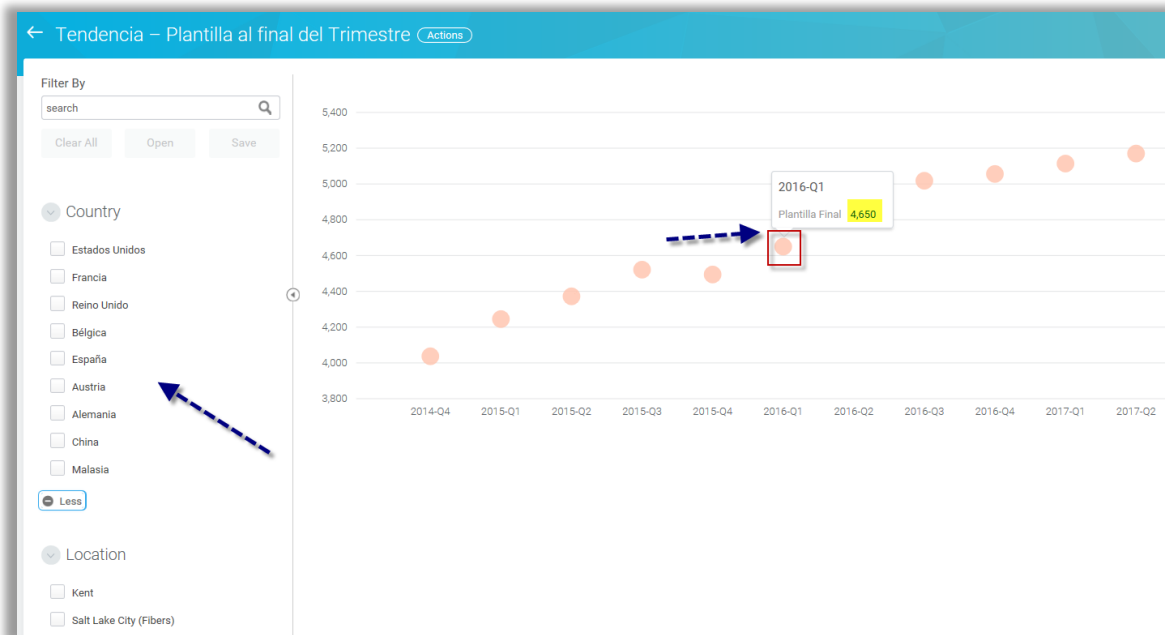 Tendencia – Plantilla al final del Trimestre Actions
Filter By
search
Clear All Open Save
Country
Estados Unidos
Francia
Reino Unido
Bélgica
España
Austria
Alemania
China
Malasia
Less
Location
Kent
Salt Lake City (Fibers)
5,400
5,200
5,000
4,800
4,600
4,400
4,200
4,000
3,800
2016-Q1
Plantilla Final 4,650
2014-Q4 2015-Q1 2015-Q2 2015-Q3 2015-Q4 2016-Q1 2016-Q2 2016-Q3 2016-Q4 2017-Q1 2017-Q2